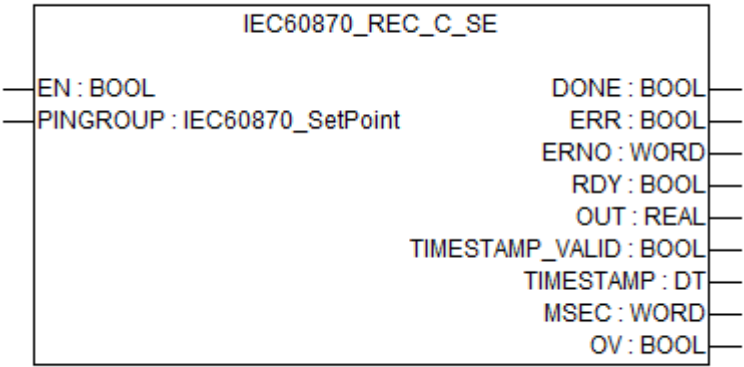 IEC60870_REC_C_SE
EN : BOOL DONE : BOOL
PINGROUP : IEC60870_SetPoint ERR : BOOL
ERNO : WORD
RDY : BOOL
OUT : REAL
TIMESTAMP_VALID : BOOL
TIMESTAMP : DT
MSEC : WORD
OV : BOOL